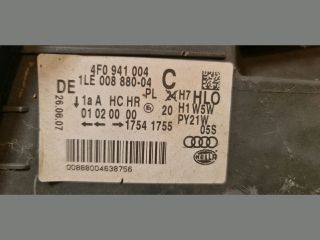 4F0 941 004
1LE 008 880-04 C
DE -PL H7 HLO
26.06.07
1a A HC HR 20 H1 W5W
01 02 00 00 PY21W
1754 1755 05S
HELLA
00888004638756